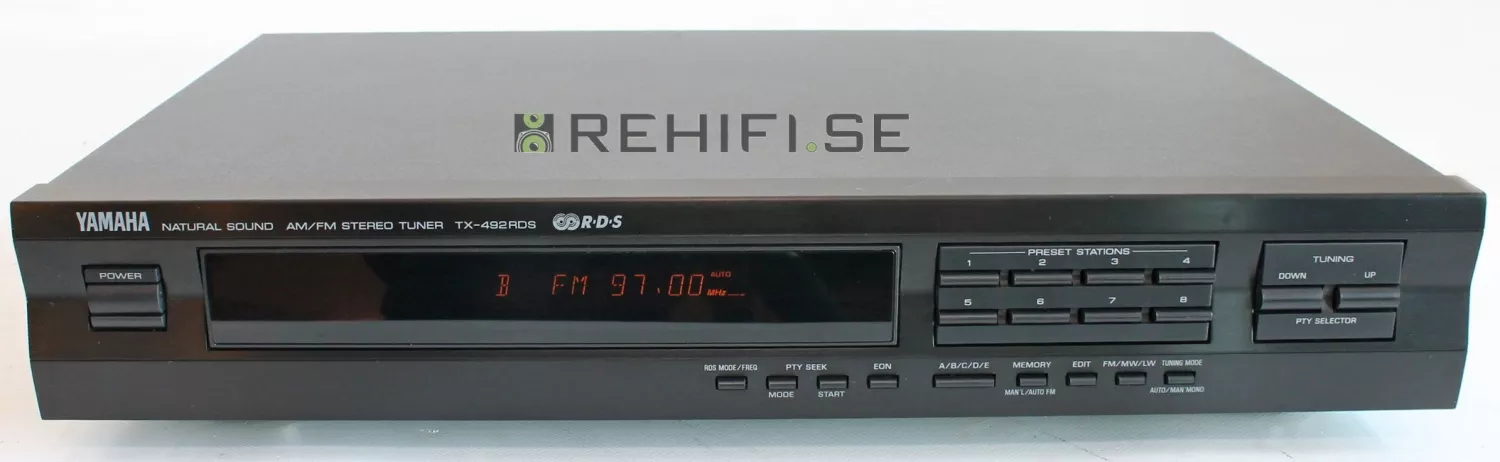 REHIFI.SE
YAMAHA NATURAL SOUND AM/FM STEREO TUNER TX-492RDS R·D·S
POWER
B FM 97.00 MHz AUTO
PRESET STATIONS
1 2 3 4
5 6 7 8
TUNING
DOWN UP
PTY SELECTOR
RDS MODE/FREQ PTY SEEK EON A/B/C/D/E MEMORY EDIT FM/MW/LW TUNING MODE
MODE START MAN'L/AUTO FM AUTO/MAN'MONO